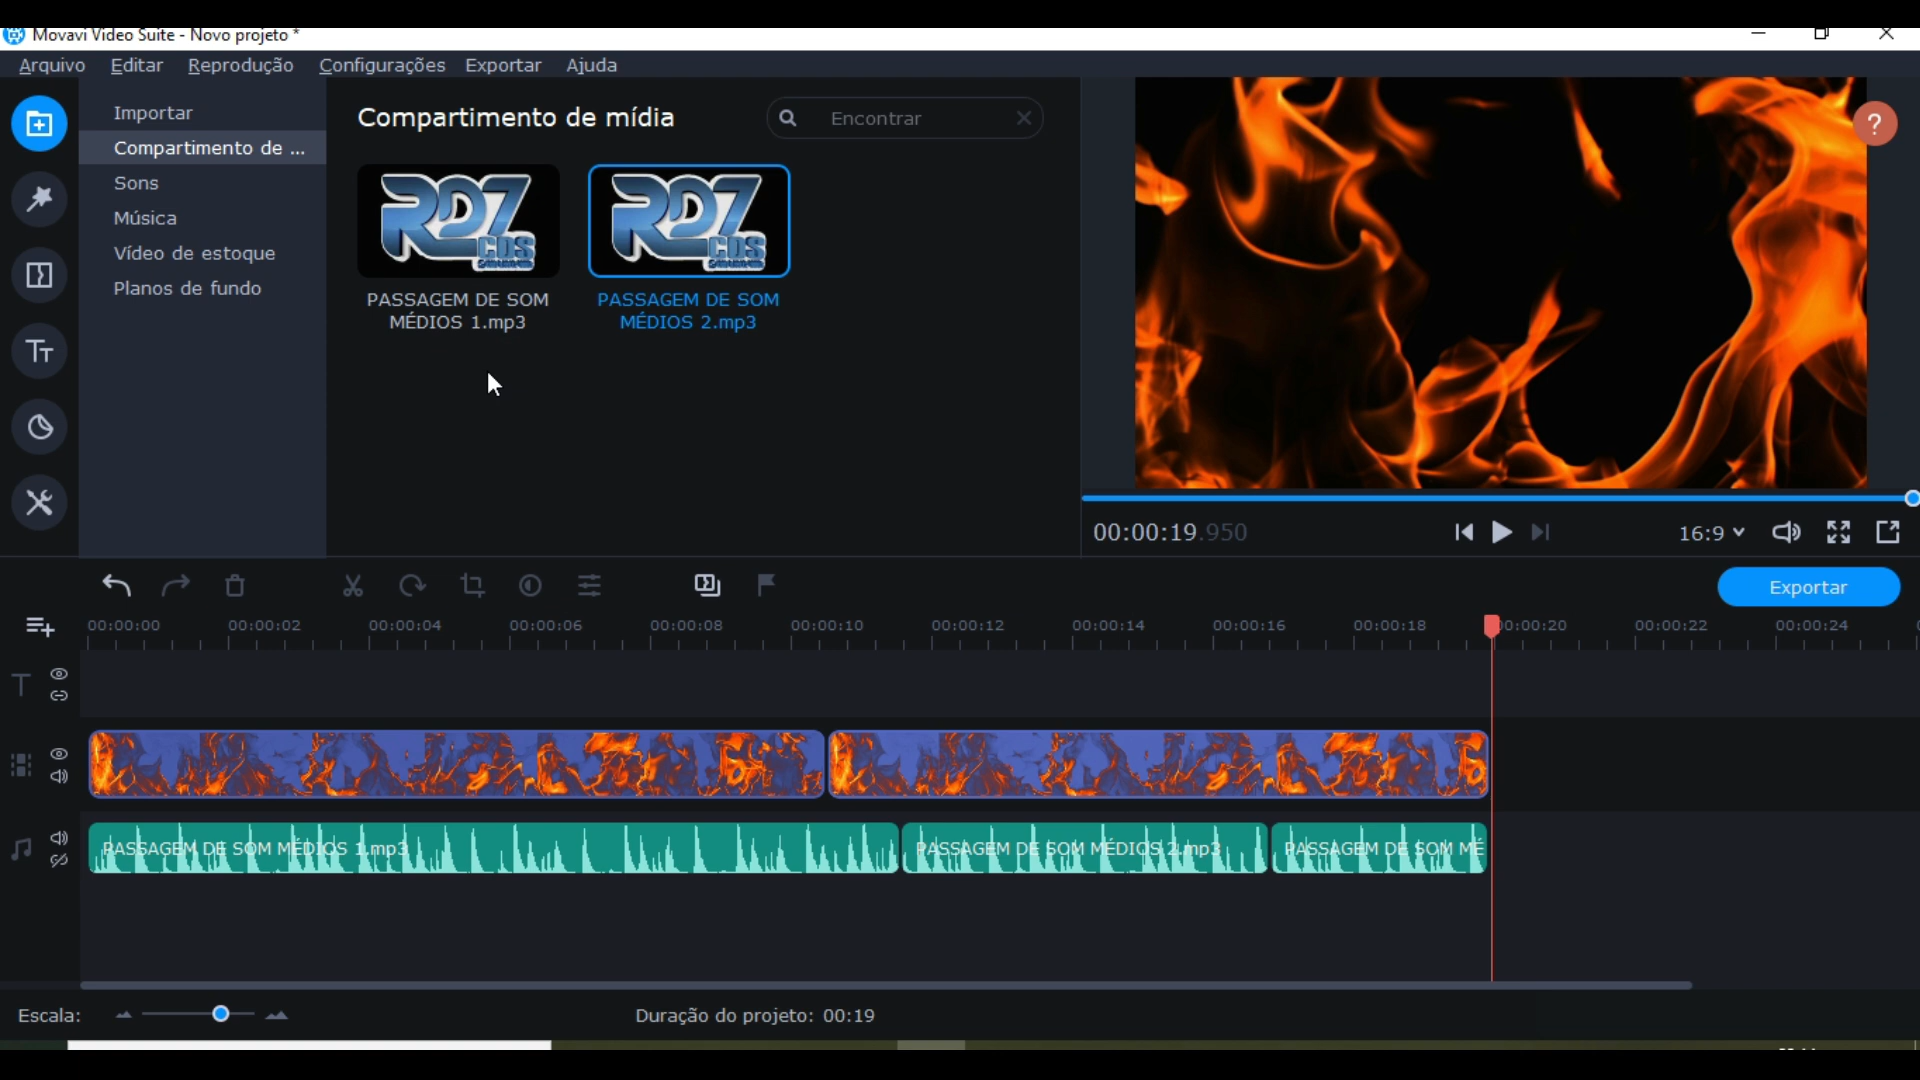 Movavi Video Suite - Novo projeto *
Arquivo Editar Reprodução Configurações Exportar Ajuda
Importar
Compartimento de ...
Sons
Música
Vídeo de estoque
Planos de fundo
Compartimento de mídia
Encontrar
RDZ
CDS
RDZ
CDS
PASSAGEM DE SOM
MÉDIOS 1.mp3
PASSAGEM DE SOM
MÉDIOS 2.mp3
?
00:00:19.950
16:9
Exportar
00:00:00 00:00:02 00:00:04 00:00:06 00:00:08 00:00:10 00:00:12 00:00:14 00:00:16 00:00:18 00:00:20 00:00:22 00:00:24
PASSAGEM DE SOM MÉDIOS 1.mp3 PASSAGEM DE SOM MÉDIOS 2.mp3 PASSAGEM DE SOM MÉ
Escala:
Duração do projeto: 00:19